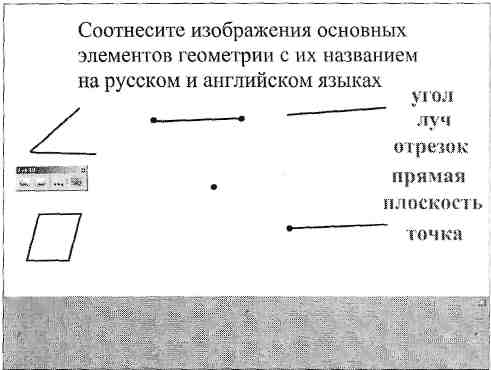 Соотнесите изображения основных
элементов геометрии с их названием
на русском и английском языках
угол
луч
отрезок
прямая
плоскость
точка